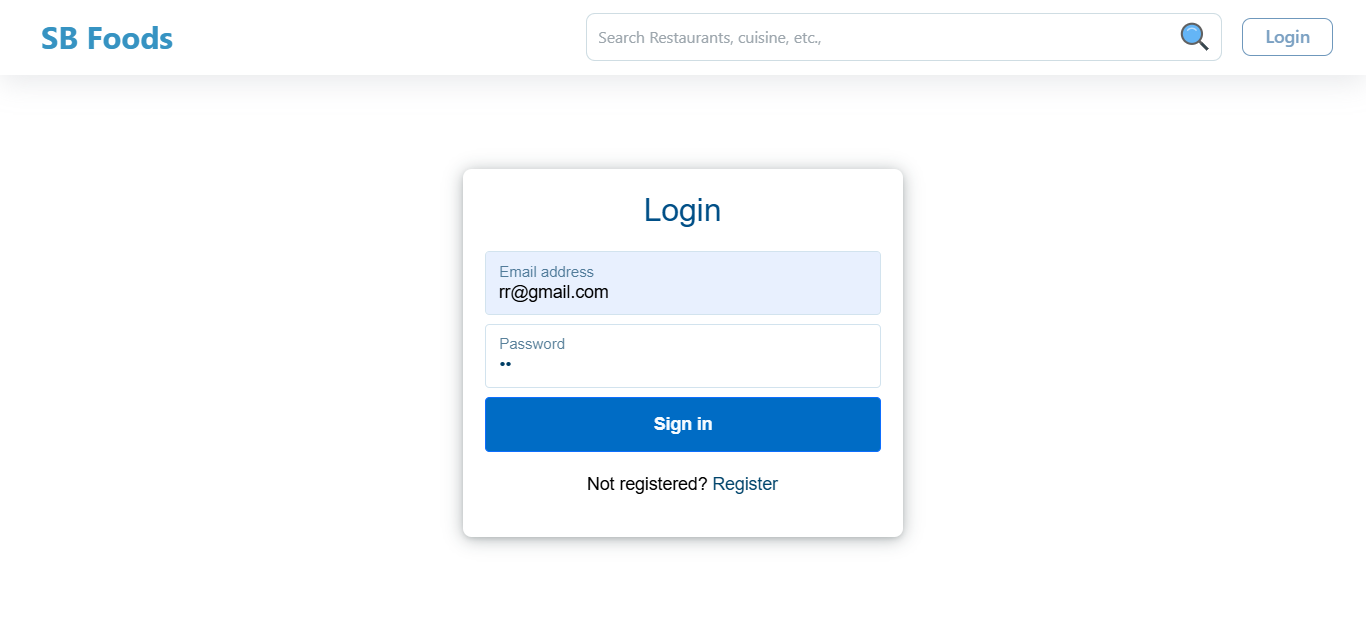 SB Foods
Search Restaurants, cuisine, etc.,
Login
Login
Email address
rr@gmail.com
Password
••
Sign in
Not registered? Register